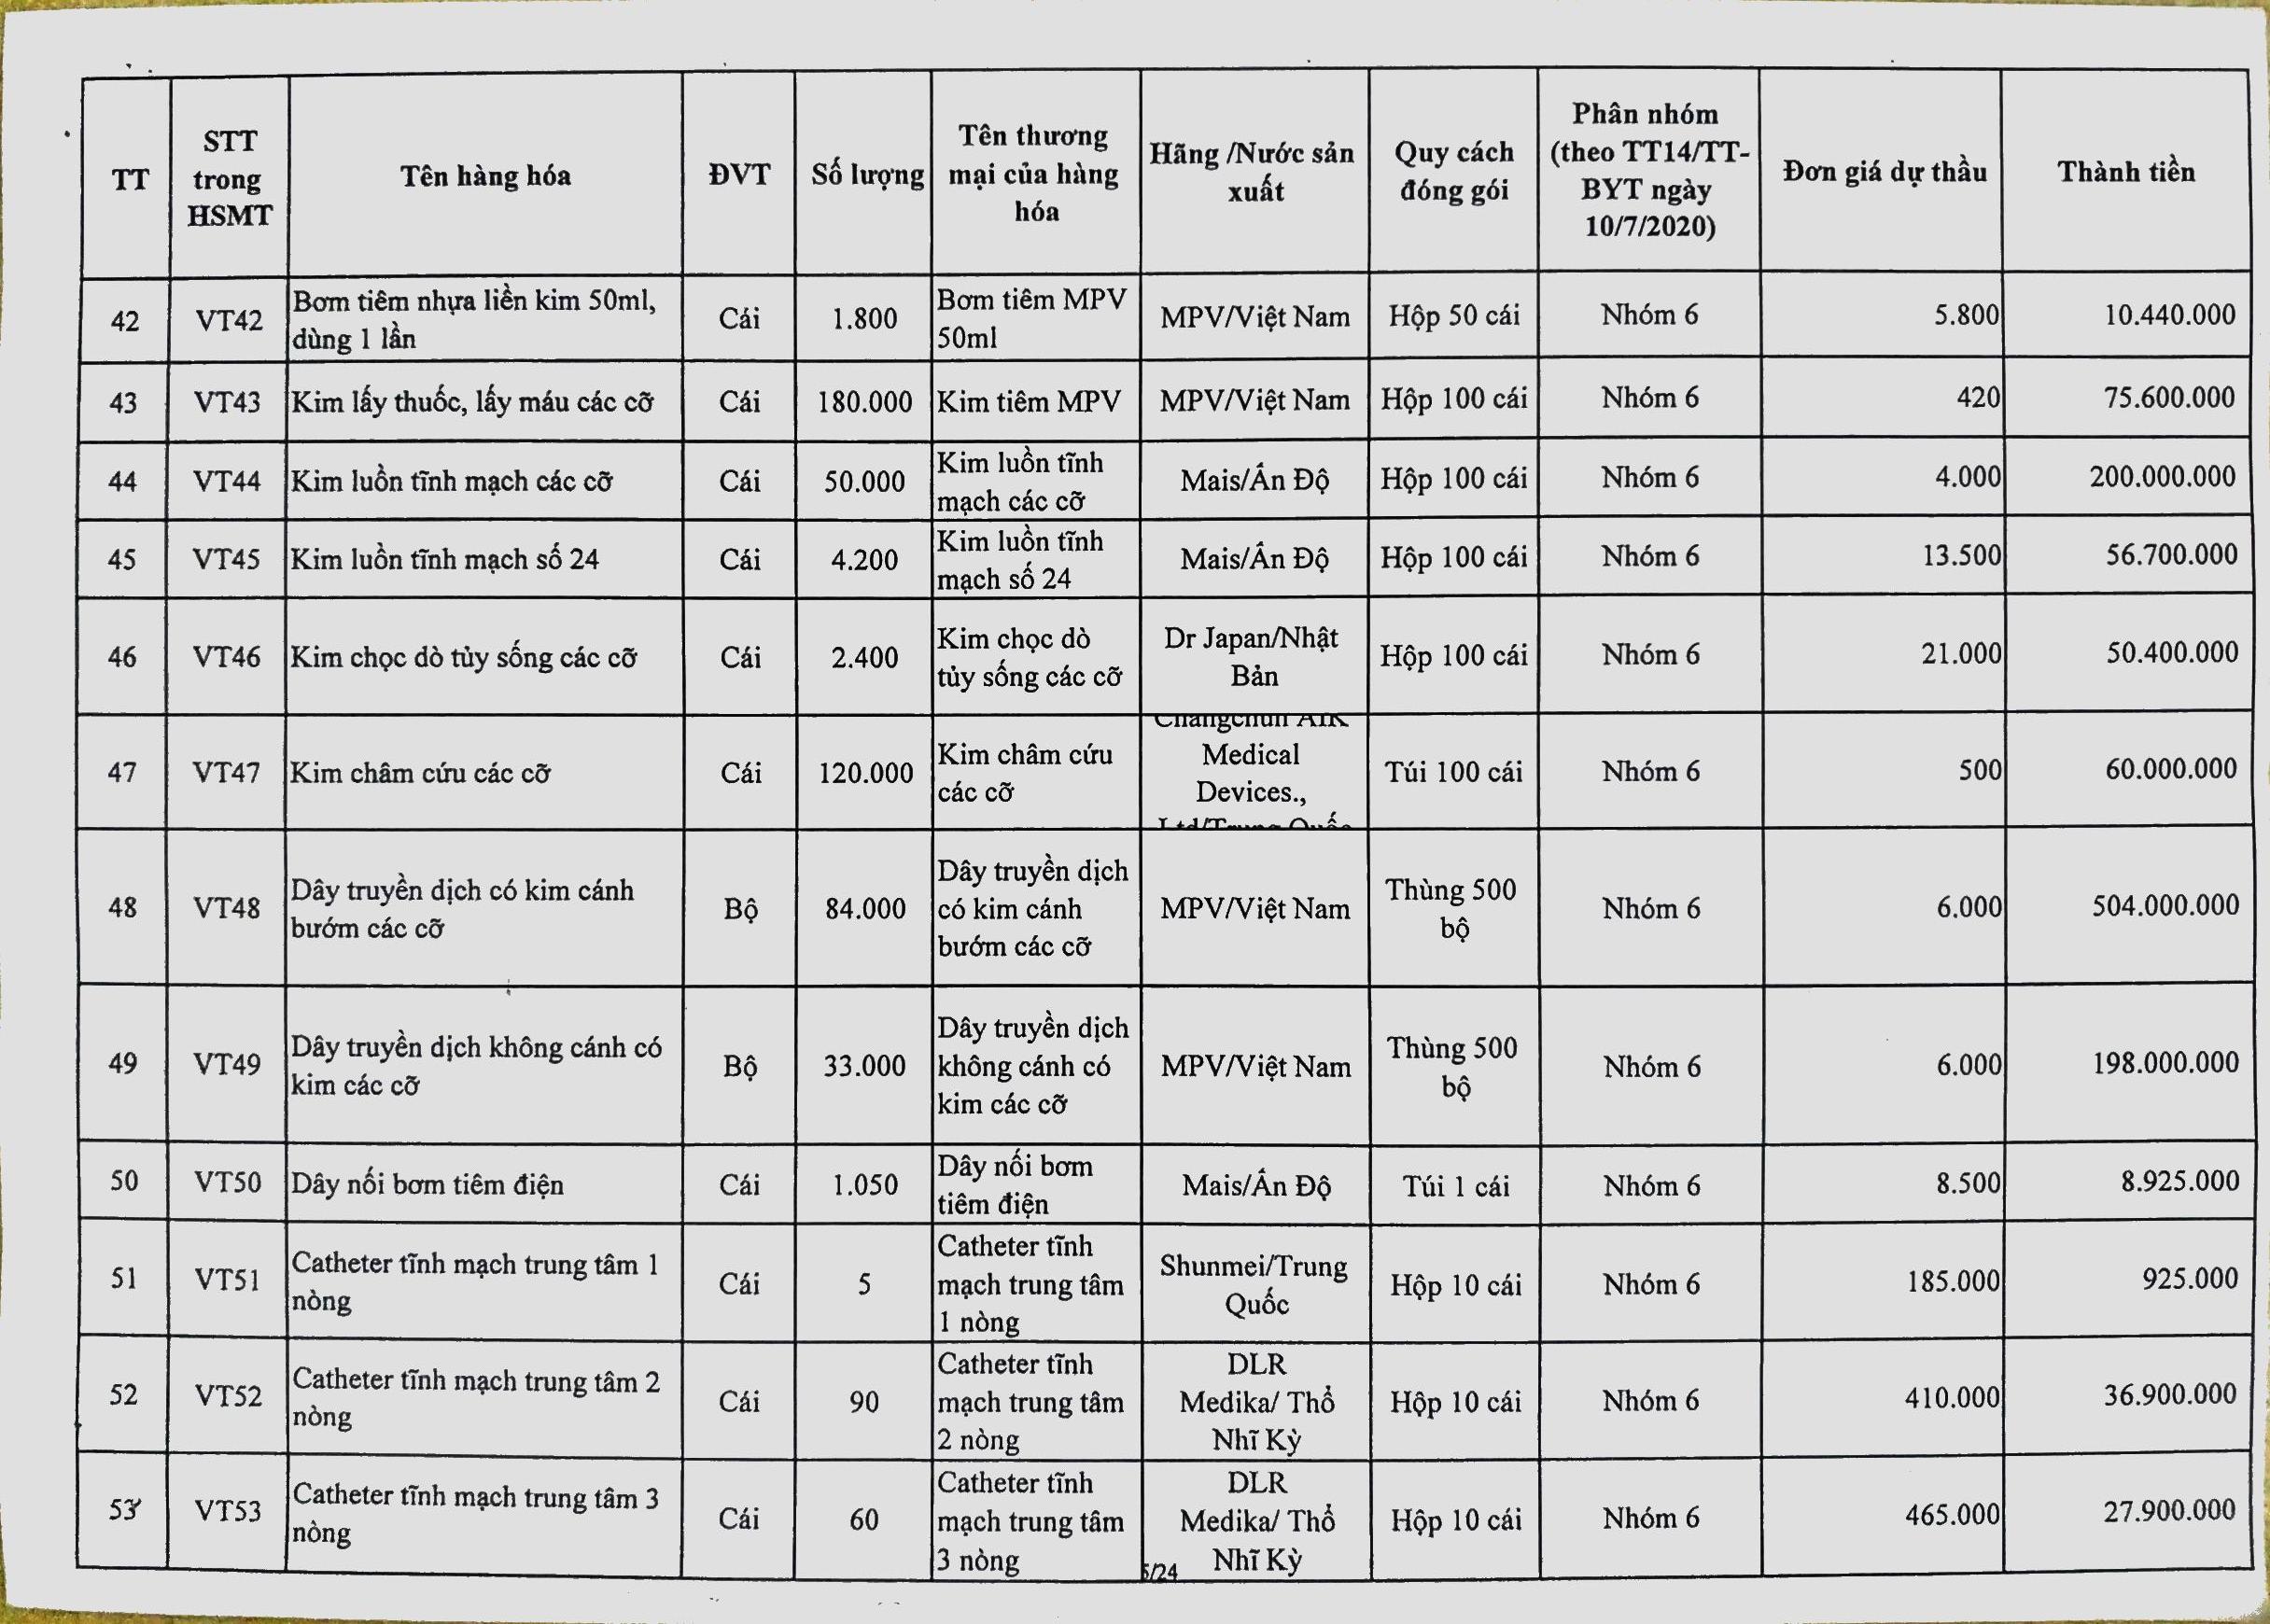 TT
STT
trong
HSMT
Tên hàng hóa
ĐVT
Số lượng
Tên thương
mại của hàng
hóa
Hãng /Nước sản
xuất
Quy cách
đóng gói
Phân nhóm
(theo TT14/TT-
BYT ngày
10/7/2020)
Đơn giá dự thầu
Thành tiền
42
VT42
Bơm tiêm nhựa liền kim 50ml,
dùng 1 lần
Cái
1.800
Bơm tiêm MPV
50ml
MPV/Việt Nam
Hộp 50 cái
Nhóm 6
5.800
10.440.000
43
VT43
Kim lấy thuốc, lấy máu các cỡ
Cái
180.000
Kim tiêm MPV
MPV/Việt Nam
Hộp 100 cái
Nhóm 6
420
75.600.000
44
VT44
Kim luồn tĩnh mạch các cỡ
Cái
50.000
Kim luồn tĩnh
mạch các cỡ
Mais/Ấn Độ
Hộp 100 cái
Nhóm 6
4.000
200.000.000
45
VT45
Kim luồn tĩnh mạch số 24
Cái
4.200
Kim luồn tĩnh
mạch số 24
Mais/Ấn Độ
Hộp 100 cái
Nhóm 6
13.500
56.700.000
46
VT46
Kim chọc dò tủy sống các cỡ
Cái
2.400
Kim chọc dò
tủy sống các cỡ
Dr Japan/Nhật
Bản
Hộp 100 cái
Nhóm 6
21.000
50.400.000
47
VT47
Kim châm cứu các cỡ
Cái
120.000
Kim châm cứu
các cỡ
Changchun AIK
Medical
Devices.,
Ltd/Trung Quốc
Túi 100 cái
Nhóm 6
500
60.000.000
48
VT48
Dây truyền dịch có kim cánh
bướm các cỡ
Bộ
84.000
Dây truyền dịch
có kim cánh
bướm các cỡ
MPV/Việt Nam
Thùng 500
bộ
Nhóm 6
6.000
504.000.000
49
VT49
Dây truyền dịch không cánh có
kim các cỡ
Bộ
33.000
Dây truyền dịch
không cánh có
kim các cỡ
MPV/Việt Nam
Thùng 500
bộ
Nhóm 6
6.000
198.000.000
50
VT50
Dây nối bơm tiêm điện
Cái
1.050
Dây nối bơm
tiêm điện
Mais/Ấn Độ
Túi 1 cái
Nhóm 6
8.500
8.925.000
51
VT51
Catheter tĩnh mạch trung tâm 1
nòng
Cái
5
Catheter tĩnh
mạch trung tâm
1 nòng
Shunmei/Trung
Quốc
Hộp 10 cái
Nhóm 6
185.000
925.000
52
VT52
Catheter tĩnh mạch trung tâm 2
nòng
Cái
90
Catheter tĩnh
mạch trung tâm
2 nòng
DLR
Medika/ Thổ
Nhĩ Kỳ
Hộp 10 cái
Nhóm 6
410.000
36.900.000
53
VT53
Catheter tĩnh mạch trung tâm 3
nòng
Cái
60
Catheter tĩnh
mạch trung tâm
3 nòng
DLR
Medika/ Thổ
Nhĩ Kỳ
Hộp 10 cái
Nhóm 6
465.000
27.900.000
5/24